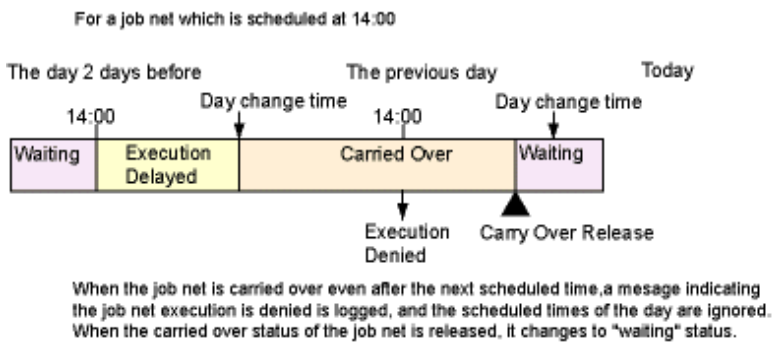 For a job net which is scheduled at 14:00
The day 2 days before The previous day Today
14:00 Day change time 14:00 Day change time
Waiting Execution Delayed Carried Over Waiting
Execution Denied Carry Over Release
When the job net is carried over even after the next scheduled time,a mesage indicating
the job net execution is denied is logged, and the scheduled times of the day are ignored.
When the carried over status of the job net is released, it changes to "waiting" status.